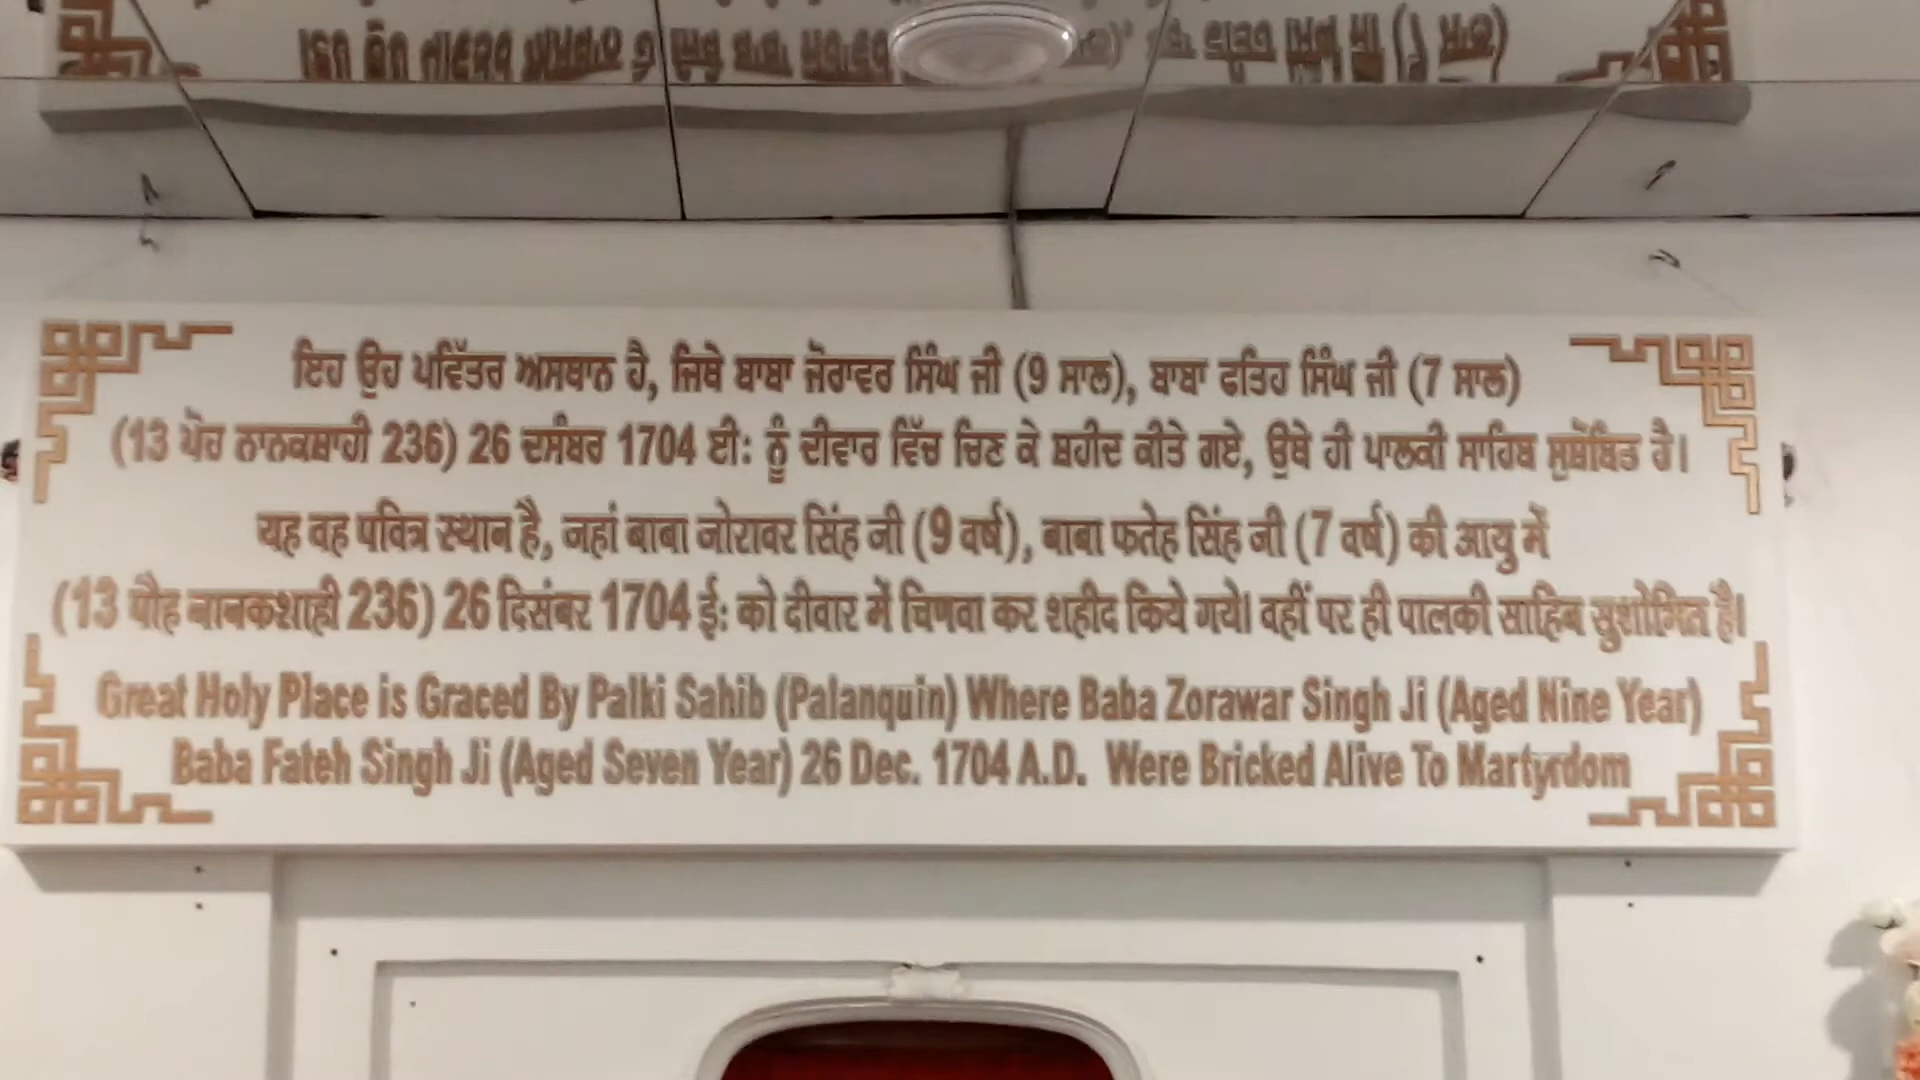 ਇਹ ਉਹ ਪਵਿੱਤਰ ਅਸਥਾਨ ਹੈ, ਜਿਥੇ ਬਾਬਾ ਜੋਰਾਵਰ ਸਿੰਘ ਜੀ (9 ਸਾਲ), ਬਾਬਾ ਫਤਿਹ ਸਿੰਘ ਜੀ (7 ਸਾਲ)
(13 ਪੋਹ ਨਾਨਕਸ਼ਾਹੀ 236) 26 ਦਸੰਬਰ 1704 ਈ: ਨੂੰ ਦੀਵਾਰ ਵਿੱਚ ਚਿਣ ਕੇ ਸ਼ਹੀਦ ਕੀਤੇ ਗਏ, ਉਥੇ ਹੀ ਪਾਲਕੀ ਸਾਹਿਬ ਸੁਸ਼ੋਭਿਤ ਹੈ।
यह वह पवित्र स्थान है, जहां बाबा जोरावर सिंह जी (9 वर्ष), बाबा फतेह सिंह जी (7 वर्ष) की आयु में
(13 पौह नानकशाही 236) 26 दिसंबर 1704 ई: को दीवार में चिणवा कर शहीद किये गये। वहीं पर ही पालकी साहिब सुशोभित है।
Great Holy Place is Graced By Palki Sahib (Palanquin) Where Baba Zorawar Singh Ji (Aged Nine Year)
Baba Fateh Singh Ji (Aged Seven Year) 26 Dec. 1704 A.D. Were Bricked Alive To Martyrdom